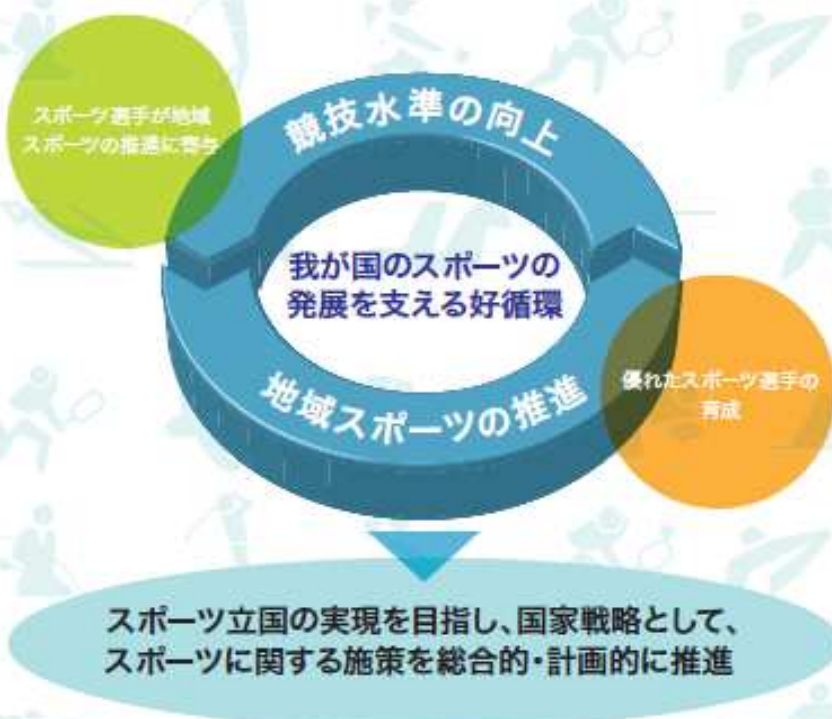 競技水準の向上
スポーツ選手が地域
スポーツの推進に寄与
我が国のスポーツの
発展を支える好循環
優れたスポーツ選手の
育成
地域スポーツの推進
スポーツ立国の実現を目指し、国家戦略として、
スポーツに関する施策を総合的・計画的に推進